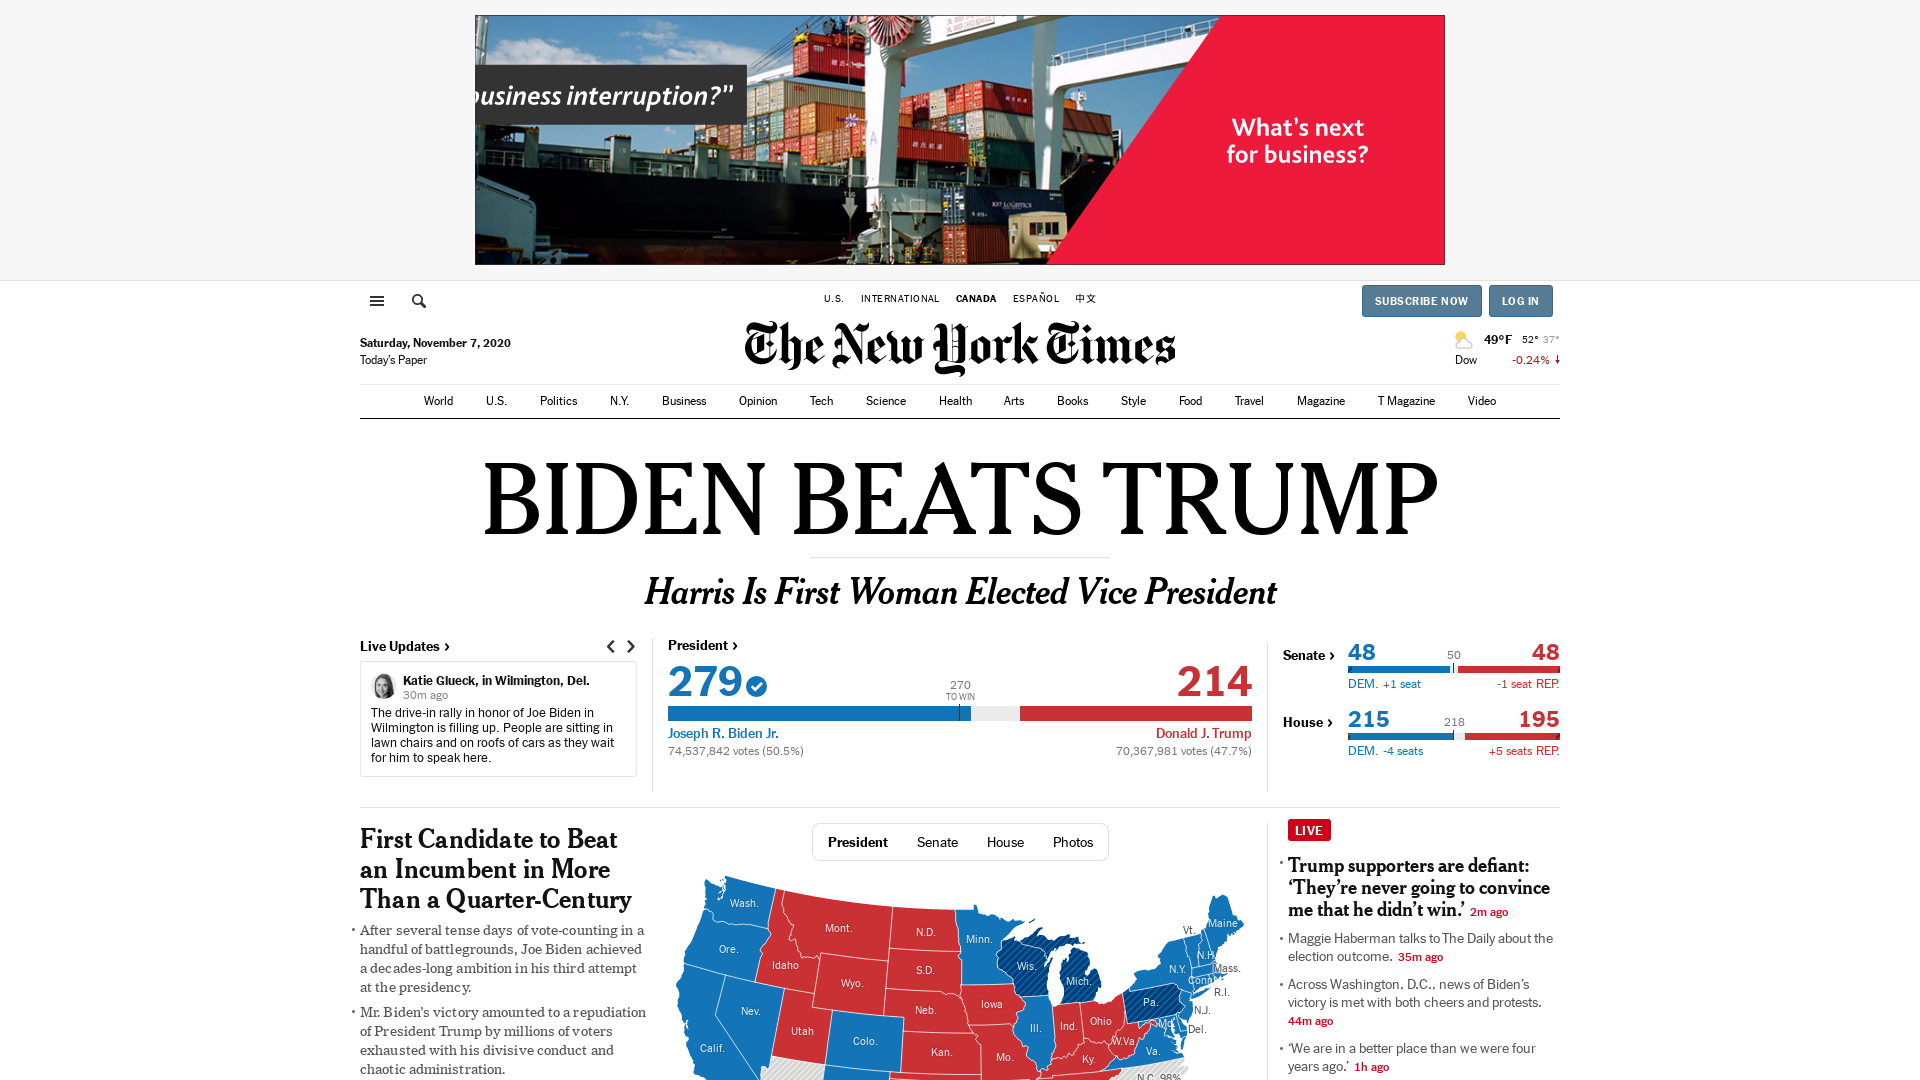 business interruption?”
What’s next
for business?
U.S. INTERNATIONAL CANADA ESPAÑOL 中文
SUBSCRIBE NOW LOG IN
The New York Times
Saturday, November 7, 2020
Today’s Paper
49°F 52° 37°
Dow -0.24%
World U.S. Politics N.Y. Business Opinion Tech Science Health Arts Books Style Food Travel Magazine T Magazine Video
BIDEN BEATS TRUMP
Harris Is First Woman Elected Vice President
Live Updates ›
Katie Glueck, in Wilmington, Del.
30m ago
The drive-in rally in honor of Joe Biden in
Wilmington is filling up. People are sitting in
lawn chairs and on roofs of cars as they wait
for him to speak here.
President ›
279
270
TO WIN
214
Joseph R. Biden Jr.
Donald J. Trump
74,537,842 votes (50.5%)
70,367,981 votes (47.7%)
Senate › 48 50 48
DEM. +1 seat -1 seat REP.
House › 215 218 195
DEM. -4 seats +5 seats REP.
First Candidate to Beat
an Incumbent in More
Than a Quarter-Century
After several tense days of vote-counting in a
handful of battlegrounds, Joe Biden achieved
a decades-long ambition in his third attempt
at the presidency.
Mr. Biden’s victory amounted to a repudiation
of President Trump by millions of voters
exhausted with his divisive conduct and
chaotic administration.
President Senate House Photos
Wash.
Mont.
N.D.
Minn.
Vt.
Maine
Ore.
Idaho
S.D.
Wis.
Mich.
N.Y.
N.H.
Mass.
Conn.
R.I.
Wyo.
Neb.
Iowa
Pa.
N.J.
Nev.
Utah
Colo.
Ill.
Ind.
Ohio
Md.
Del.
Calif.
Kan.
Mo.
Ky.
W.Va.
Va.
N.C. 98%
LIVE
Trump supporters are defiant:
‘They’re never going to convince
me that he didn’t win.’ 2m ago
Maggie Haberman talks to The Daily about the
election outcome. 35m ago
Across Washington, D.C., news of Biden’s
victory is met with both cheers and protests.
44m ago
‘We are in a better place than we were four
years ago.’ 1h ago